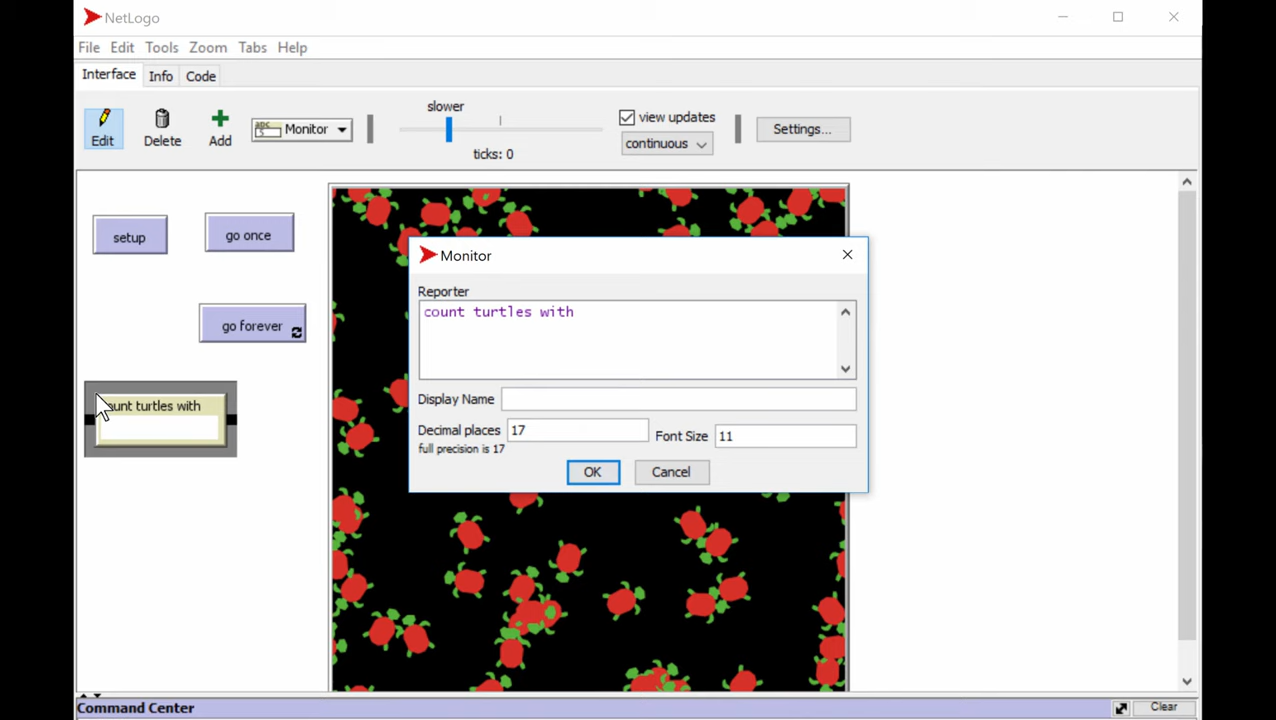 NetLogo
File Edit Tools Zoom Tabs Help
Interface Info Code
slower
Edit Delete Add Monitor view updates
continuous Settings...
ticks: 0
setup go once
go forever
count turtles with
Monitor
Reporter
count turtles with
Display Name
Decimal places 17 Font Size 11
full precision is 17
OK Cancel
Command Center Clear